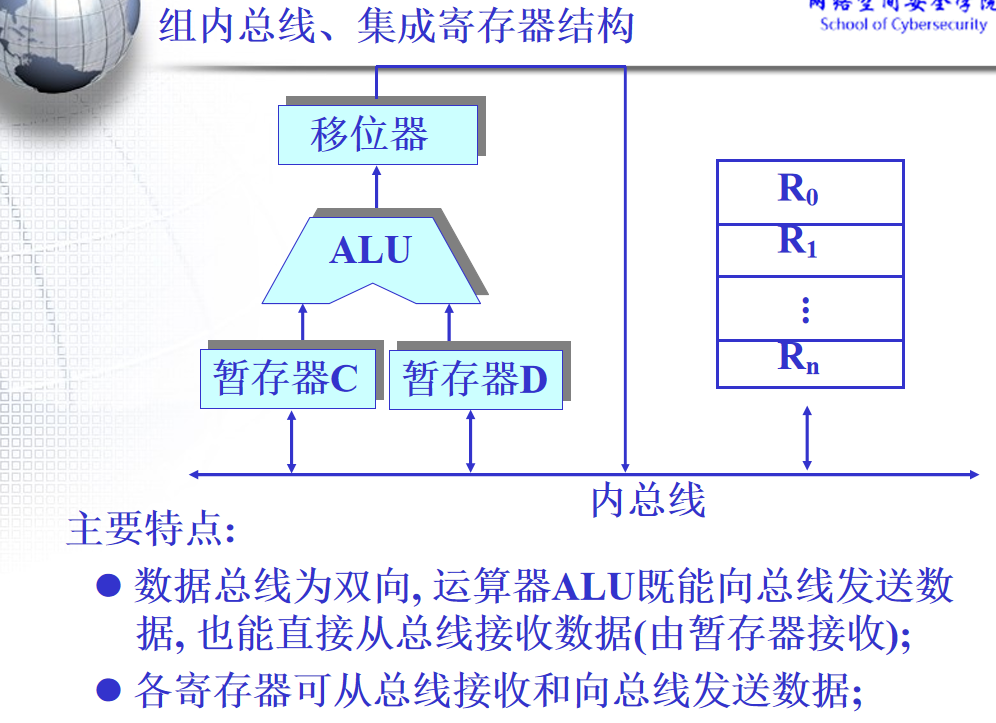 网络空间安全学院
School of Cybersecurity
组内总线、集成寄存器结构
移位器
ALU
暂存器C
暂存器D
R₀
R₁
⋮
Rₙ
内总线
主要特点:
● 数据总线为双向, 运算器ALU既能向总线发送数
据, 也能直接从总线接收数据(由暂存器接收);
● 各寄存器可从总线接收和向总线发送数据;